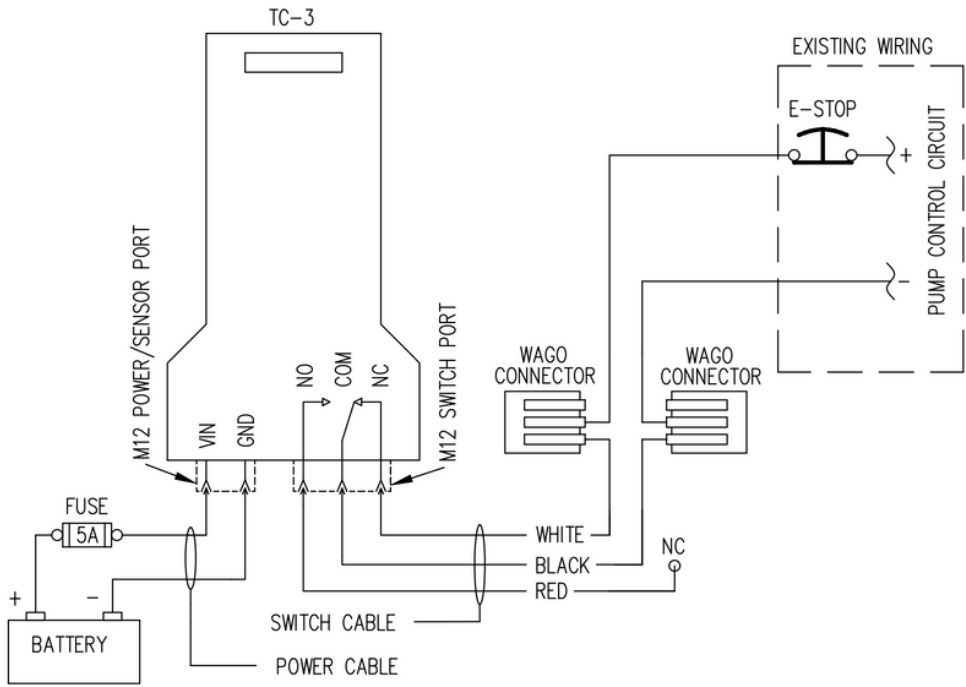 TC-3
EXISTING WIRING
E-STOP
+
-
PUMP CONTROL CIRCUIT
M12 POWER/SENSOR PORT
VIN
GND
NO
COM
NC
M12 SWITCH PORT
WAGO
CONNECTOR
WAGO
CONNECTOR
FUSE
5A
+
-
BATTERY
WHITE
BLACK
RED
NC
SWITCH CABLE
POWER CABLE